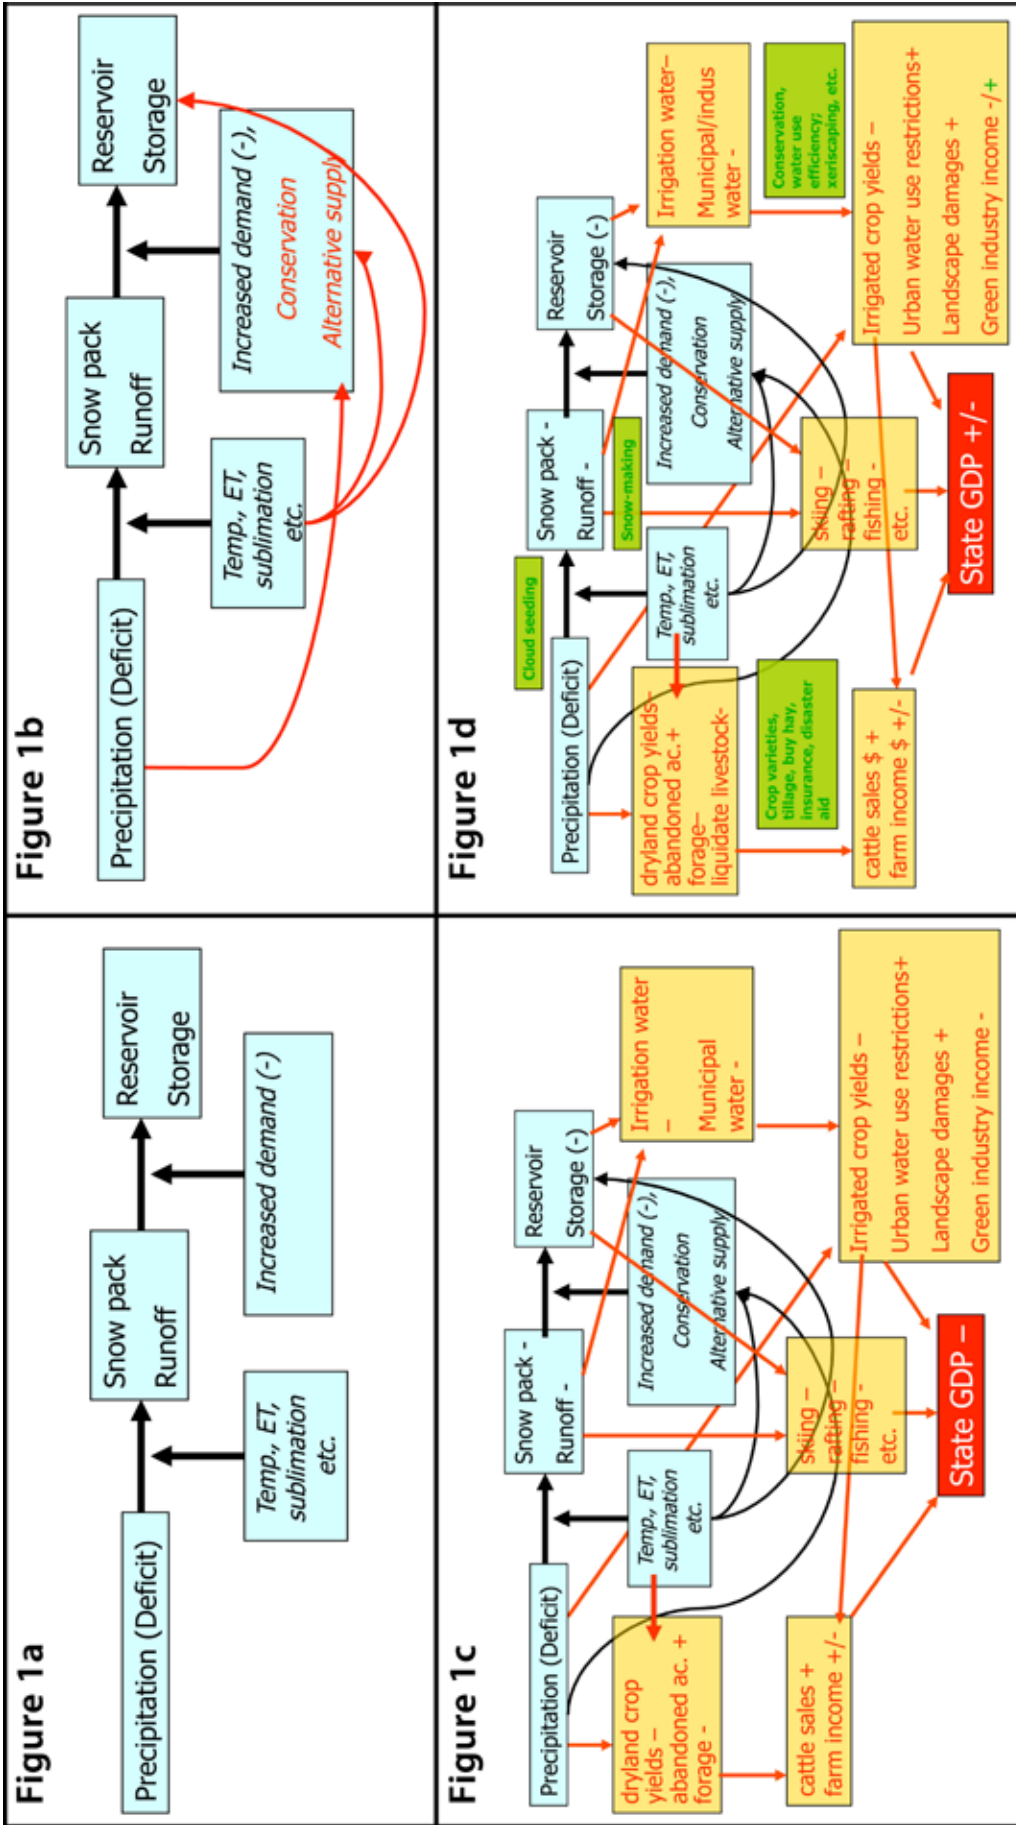 Figure 1a
Precipitation (Deficit)
Snow pack
Runoff
Reservoir
Storage
Temp., ET,
sublimation
etc.
Increased demand (-)
Figure 1b
Precipitation (Deficit)
Snow pack
Runoff
Reservoir
Storage
Temp., ET,
sublimation
etc.
Increased demand (-),
Conservation
Alternative supply
Figure 1c
Precipitation (Deficit)
Snow pack -
Runoff -
Reservoir
Storage (-)
Temp., ET,
sublimation
etc.
Increased demand (-),
Conservation
Alternative supply
Irrigation water
–
Municipal
water -
dryland crop
yields –
abandoned ac. +
forage -
skiing –
rafting –
fishing -
etc.
cattle sales +
farm income +/-
Irrigated crop yields –
Urban water use restrictions+
Landscape damages +
Green industry income -
State GDP –
Figure 1d
Cloud seeding
Precipitation (Deficit)
Snow pack -
Runoff -
Reservoir
Storage (-)
Snow-making
Temp., ET,
sublimation
etc.
Increased demand (-),
Conservation
Alternative supply
Irrigation water–
Municipal/indus
water -
dryland crop yields–
abandoned ac.+
forage–
liquidate livestock-
Crop varieties,
tillage, buy hay,
insurance, disaster
aid
skiing –
rafting –
fishing -
etc.
Conservation,
water use
efficiency;
xeriscaping, etc.
cattle sales $ +
farm income $ +/-
Irrigated crop yields –
Urban water use restrictions+
Landscape damages +
Green industry income -/+
State GDP +/-